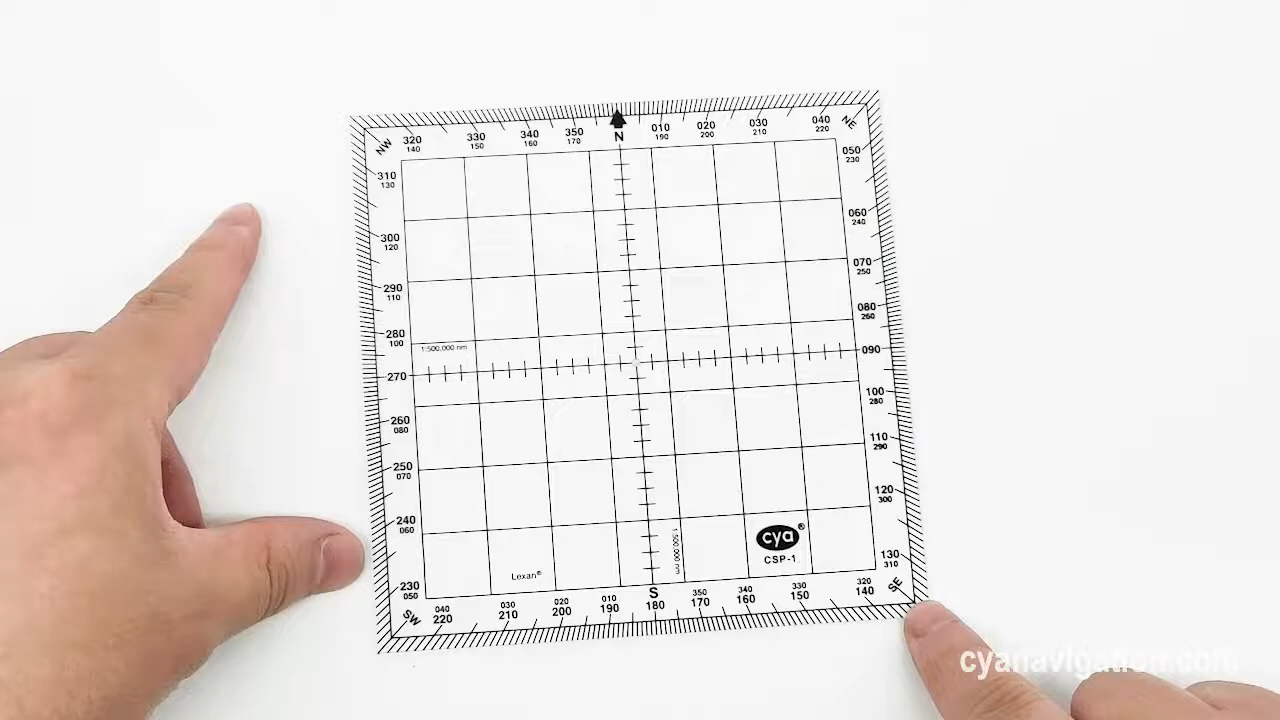 NW 320 330 340 350 N 010 020 030 040 NE
140 150 160 170 190 200 210 220
310 050
130 230
300 060
120 240
290 070
110 250
280 080
100 260
1:500,000 nm
270 090
260 100
080 280
250 110
070 290
240 120
060 300
cya®
CSP-1
1:500,000 nm
Lexan®
230 130
050 310
SW 040 030 020 010 S 350 340 330 320 SE
220 210 200 190 180 170 160 150 140
cyanavigation.com